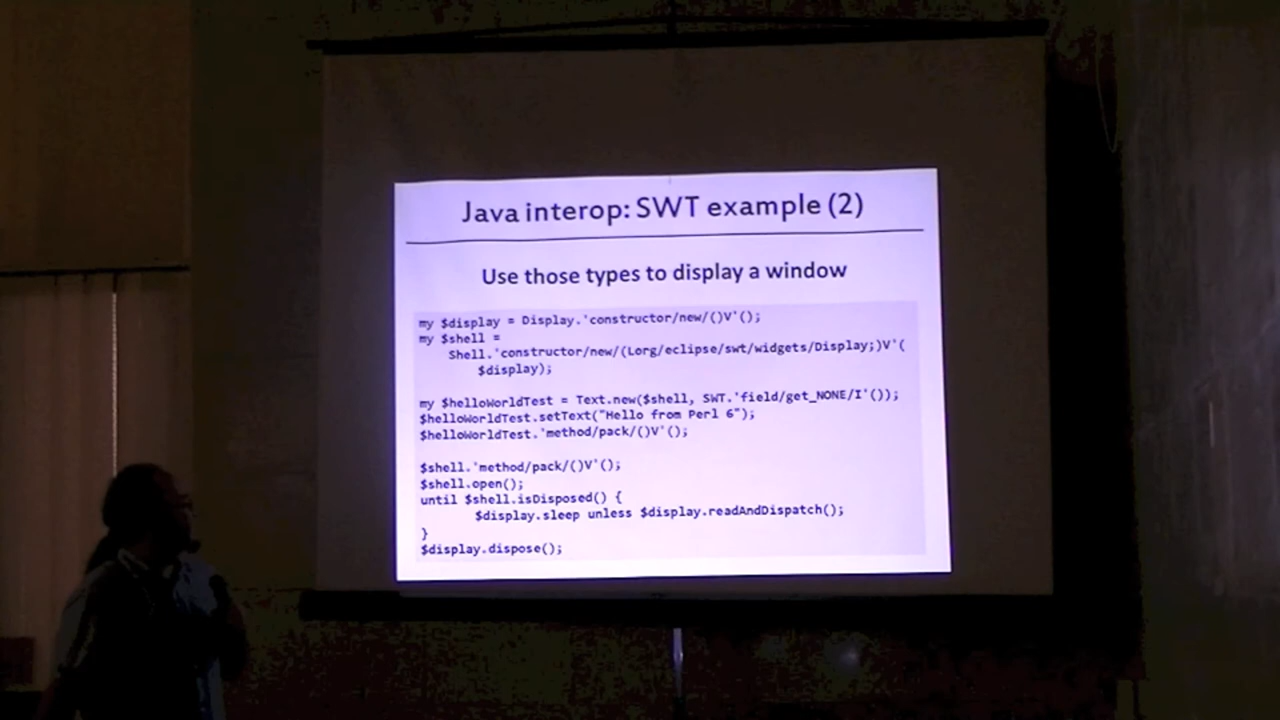 Java interop: SWT example (2)
Use those types to display a window
my $display = Display.'constructor/new/()V'();
my $shell =
Shell.'constructor/new/(Lorg/eclipse/swt/widgets/Display;)V'(
$display);
my $helloWorldTest = Text.new($shell, SWT.'field/get_NONE/I'());
$helloWorldTest.setText("Hello from Perl 6");
$helloWorldTest.'method/pack/()V'();
$shell.'method/pack/()V'();
$shell.open();
until $shell.isDisposed() {
$display.sleep unless $display.readAndDispatch();
}
$display.dispose();